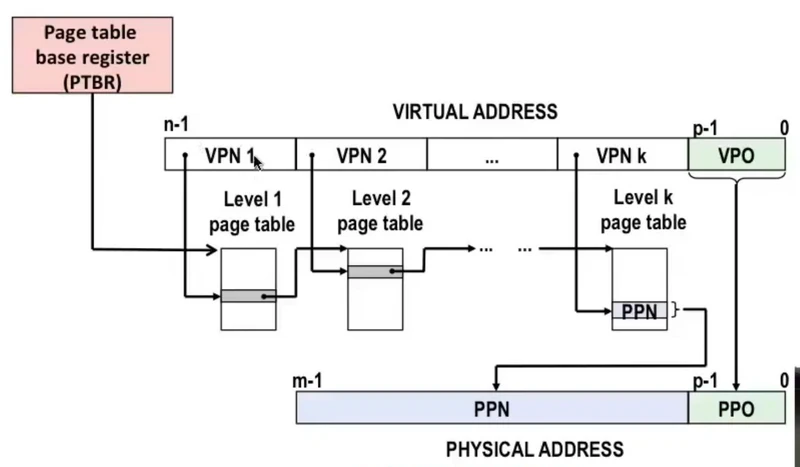 Page table
base register
(PTBR)
VIRTUAL ADDRESS
n-1
p-1
0
VPN 1
VPN 2
...
VPN k
VPO
Level 1
page table
Level 2
page table
Level k
page table
...
...
PPN
m-1
p-1
0
PPN
PPO
PHYSICAL ADDRESS